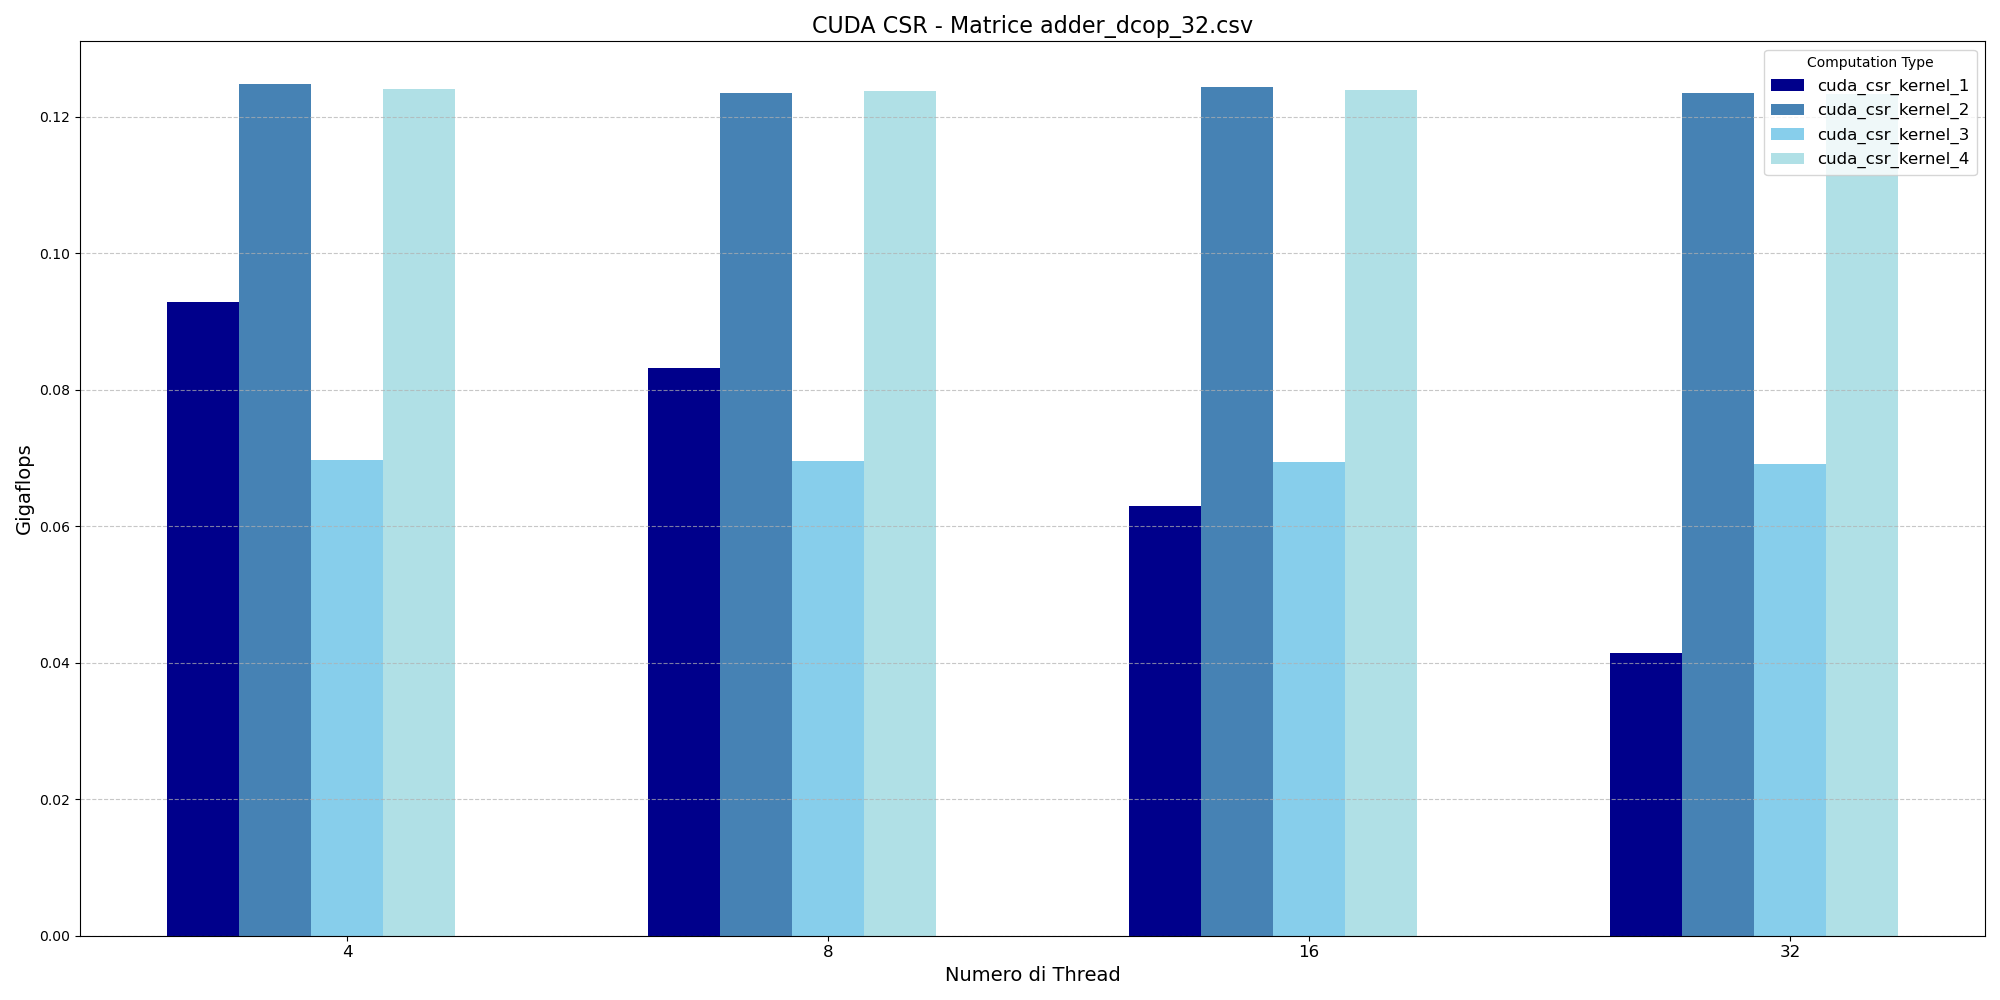 CUDA CSR - Matrice adder_dcop_32.csv
Computation Type
cuda_csr_kernel_1
cuda_csr_kernel_2
cuda_csr_kernel_3
cuda_csr_kernel_4
Gigaflops
0.12
0.10
0.08
0.06
0.04
0.02
0.00
4 8 16 32
Numero di Thread